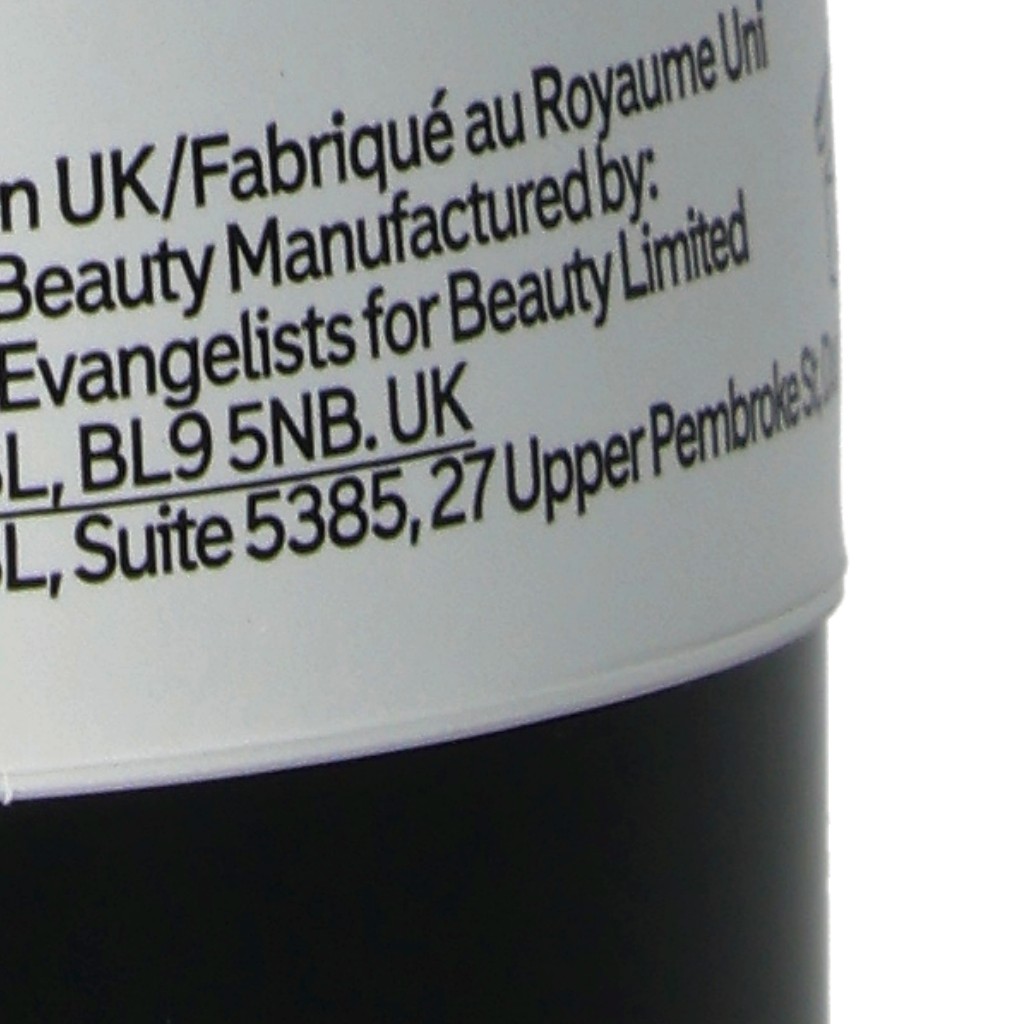 n UK/Fabriqué au Royaume Uni
Beauty Manufactured by:
Evangelists for Beauty Limited
L, BL9 5NB. UK
L, Suite 5385, 27 Upper Pembroke St,